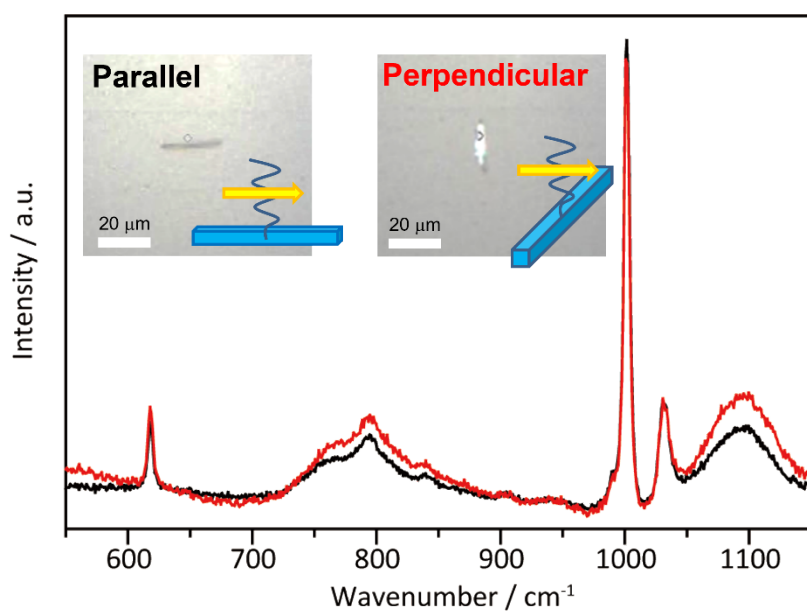 Parallel
Perpendicular
20 μm
20 μm
Intensity / a.u.
600 700 800 900 1000 1100
Wavenumber / cm⁻¹